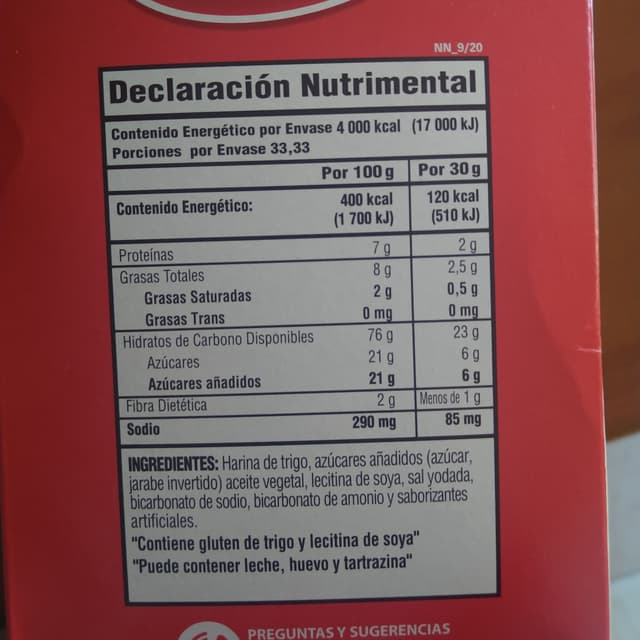 NN_9/20
Declaración Nutrimental
Contenido Energético por Envase 4 000 kcal (17 000 kJ)
Porciones por Envase 33,33
Por 100 g Por 30 g
Contenido Energético: 400 kcal (1 700 kJ) 120 kcal (510 kJ)
Proteínas 7 g 2 g
Grasas Totales 8 g 2,5 g
Grasas Saturadas 2 g 0,5 g
Grasas Trans 0 mg 0 mg
Hidratos de Carbono Disponibles 76 g 23 g
Azúcares 21 g 6 g
Azúcares añadidos 21 g 6 g
Fibra Dietética 2 g Menos de 1 g
Sodio 290 mg 85 mg
INGREDIENTES: Harina de trigo, azúcares añadidos (azúcar,
jarabe invertido) aceite vegetal, lecitina de soya, sal yodada,
bicarbonato de sodio, bicarbonato de amonio y saborizantes
artificiales.
"Contiene gluten de trigo y lecitina de soya"
"Puede contener leche, huevo y tartrazina"
PREGUNTAS Y SUGERENCIAS